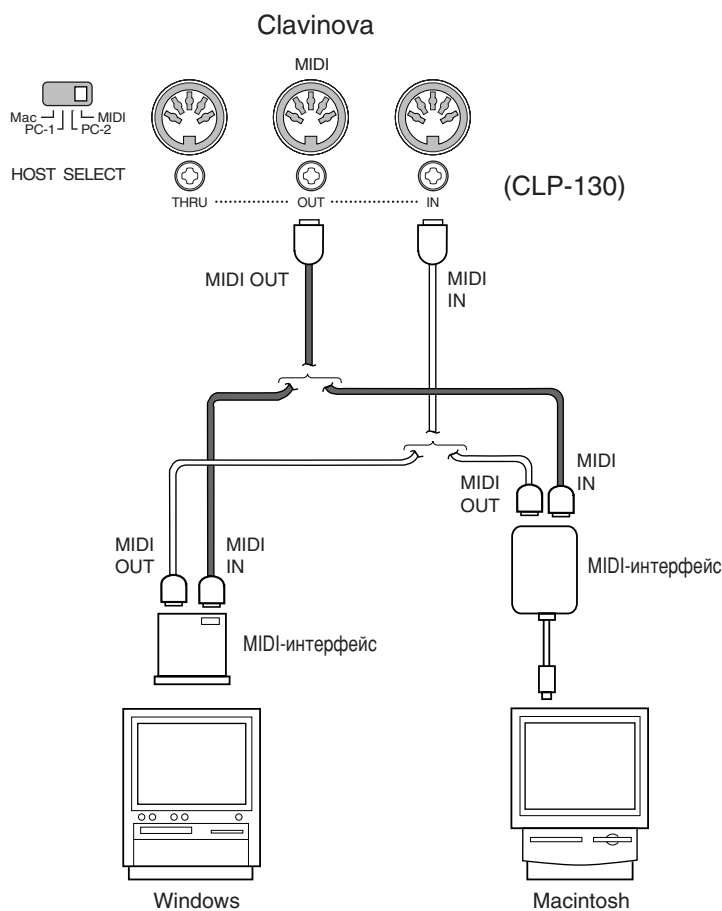 Clavinova
MIDI
Mac MIDI
PC-1 PC-2
HOST SELECT
THRU OUT IN
(CLP-130)
MIDI OUT
MIDI
IN
MIDI
OUT
MIDI
IN
MIDI
OUT
MIDI
IN
MIDI-интерфейс
MIDI-интерфейс
Windows
Macintosh